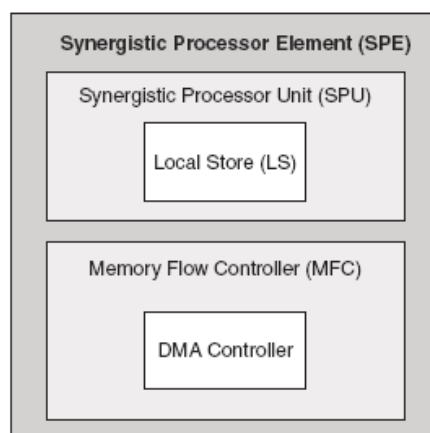 Synergistic Processor Element (SPE)
Synergistic Processor Unit (SPU)
Local Store (LS)
Memory Flow Controller (MFC)
DMA Controller